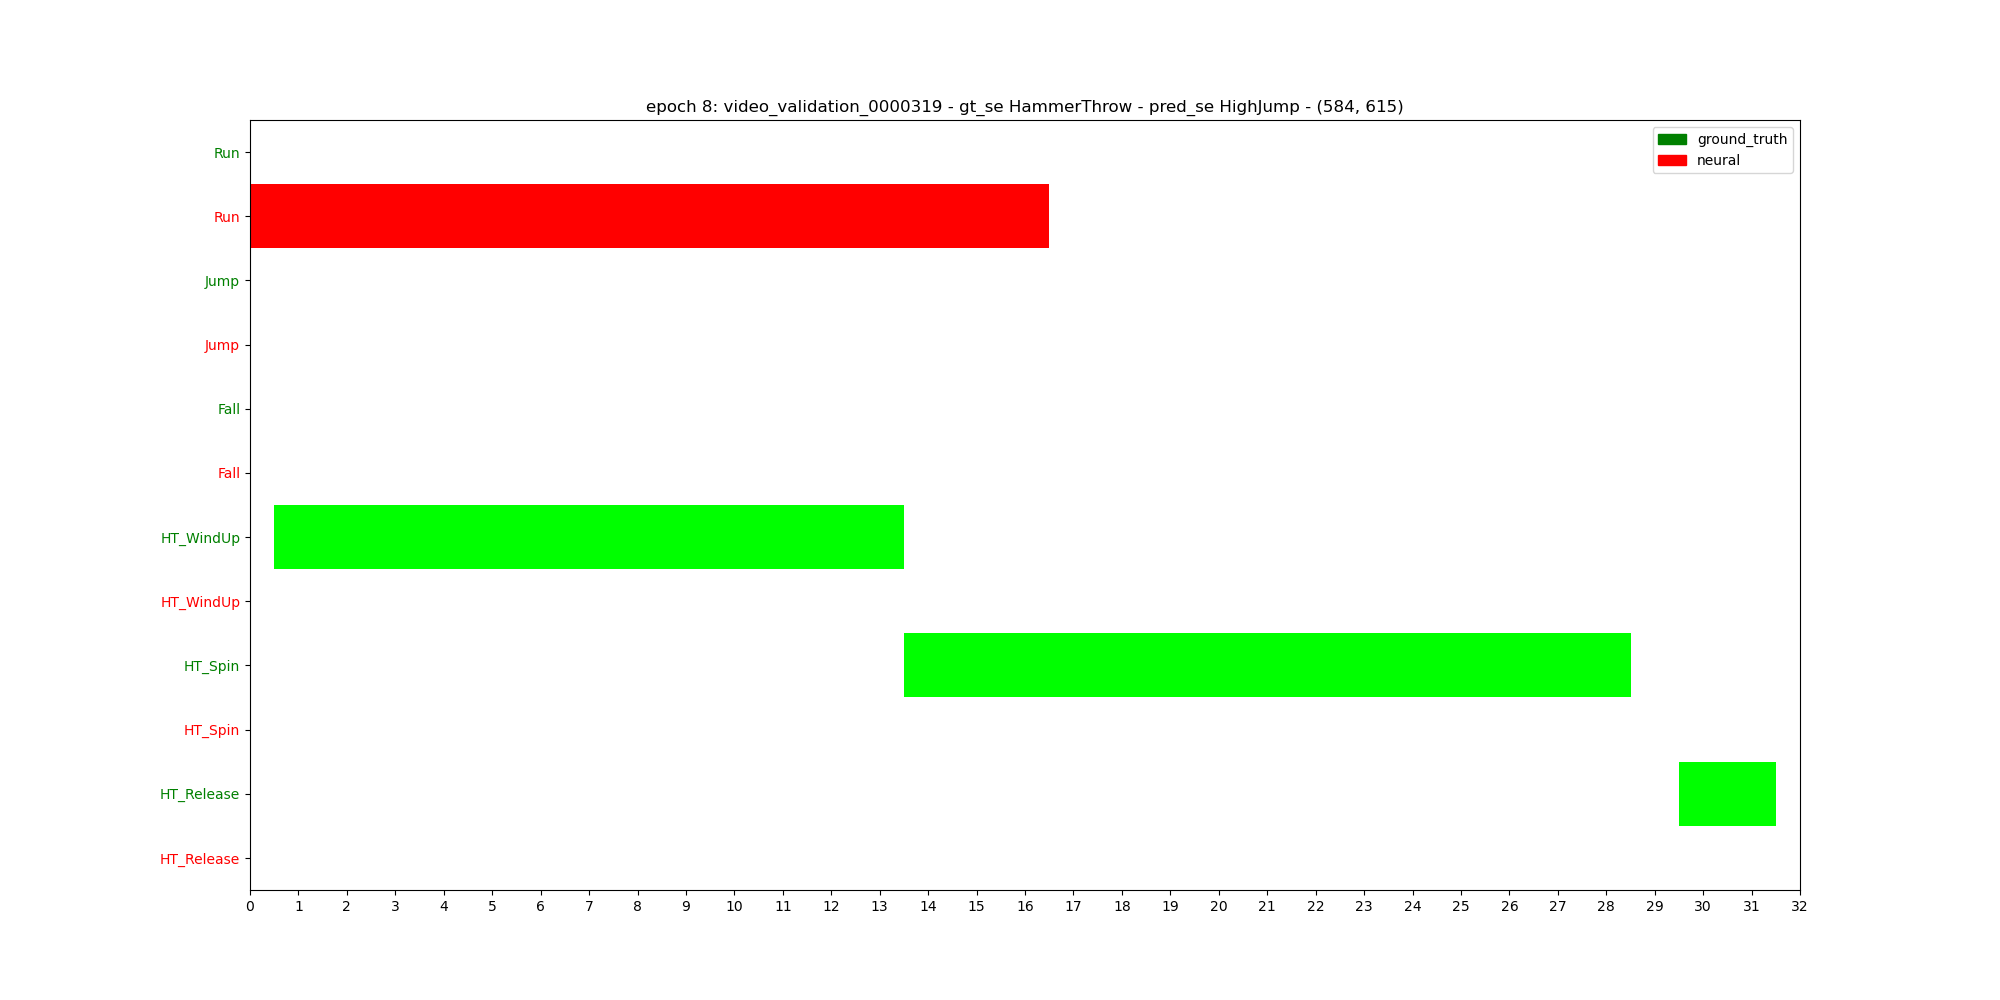 epoch 8: video_validation_0000319 - gt_se HammerThrow - pred_se HighJump - (584, 615)
ground_truth
neural
Run
Run
Jump
Jump
Fall
Fall
HT_WindUp
HT_WindUp
HT_Spin
HT_Spin
HT_Release
HT_Release
0 1 2 3 4 5 6 7 8 9 10 11 12 13 14 15 16 17 18 19 20 21 22 23 24 25 26 27 28 29 30 31 32